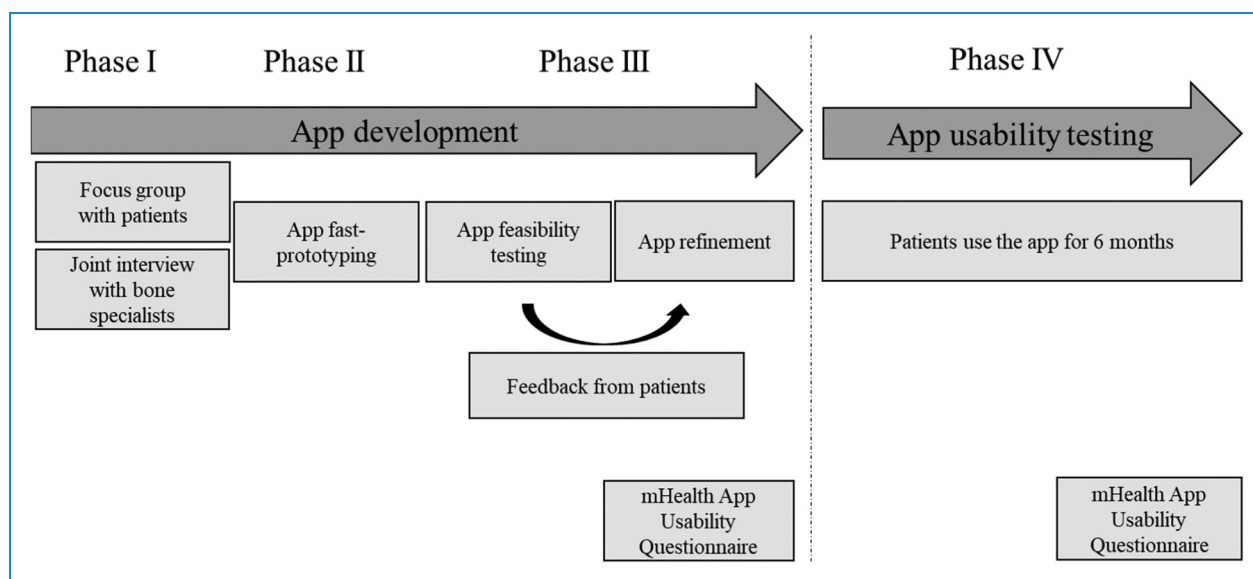 Phase I
Phase II
Phase III
Phase IV
App development
App usability testing
Focus group
with patients
Joint interview
with bone
specialists
App fast-
prototyping
App feasibility
testing
App refinement
Patients use the app for 6 months
Feedback from patients
mHealth App
Usability
Questionnaire
mHealth App
Usability
Questionnaire